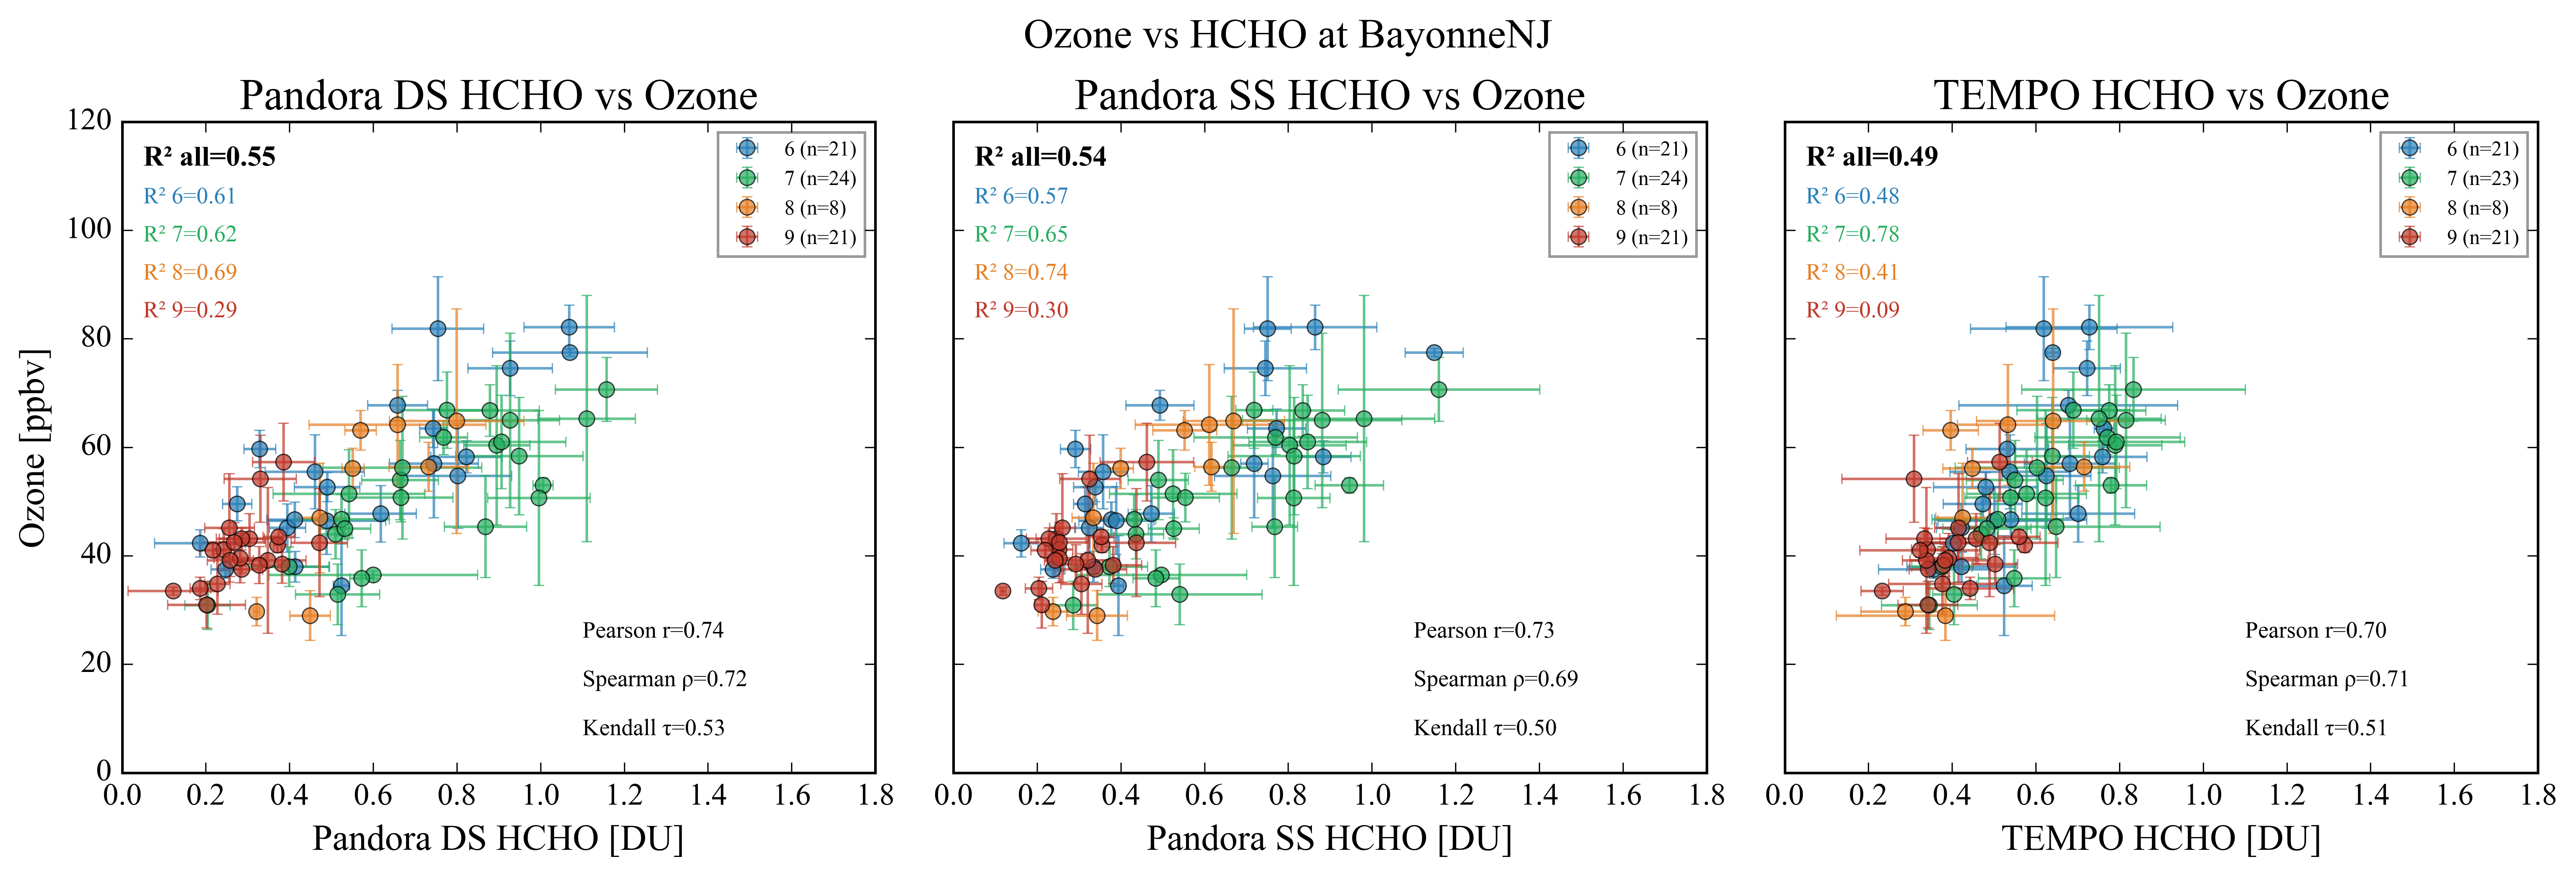 Ozone vs HCHO at BayonneNJ
Pandora DS HCHO vs Ozone
120
100
80
60
40
20
0
Ozone [ppbv]
R² all=0.55
R² 6=0.61
R² 7=0.62
R² 8=0.69
R² 9=0.29
6 (n=21)
7 (n=24)
8 (n=8)
9 (n=21)
Pearson r=0.74
Spearman ρ=0.72
Kendall τ=0.53
0.0 0.2 0.4 0.6 0.8 1.0 1.2 1.4 1.6 1.8
Pandora DS HCHO [DU]
Pandora SS HCHO vs Ozone
R² all=0.54
R² 6=0.57
R² 7=0.65
R² 8=0.74
R² 9=0.30
6 (n=21)
7 (n=24)
8 (n=8)
9 (n=21)
Pearson r=0.73
Spearman ρ=0.69
Kendall τ=0.50
0.0 0.2 0.4 0.6 0.8 1.0 1.2 1.4 1.6 1.8
Pandora SS HCHO [DU]
TEMPO HCHO vs Ozone
R² all=0.49
R² 6=0.48
R² 7=0.78
R² 8=0.41
R² 9=0.09
6 (n=21)
7 (n=23)
8 (n=8)
9 (n=21)
Pearson r=0.70
Spearman ρ=0.71
Kendall τ=0.51
0.0 0.2 0.4 0.6 0.8 1.0 1.2 1.4 1.6 1.8
TEMPO HCHO [DU]